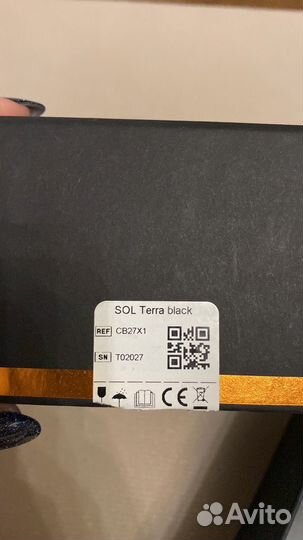 SOL Terra black
REF CB27X1
SN T02027
CE
Avito